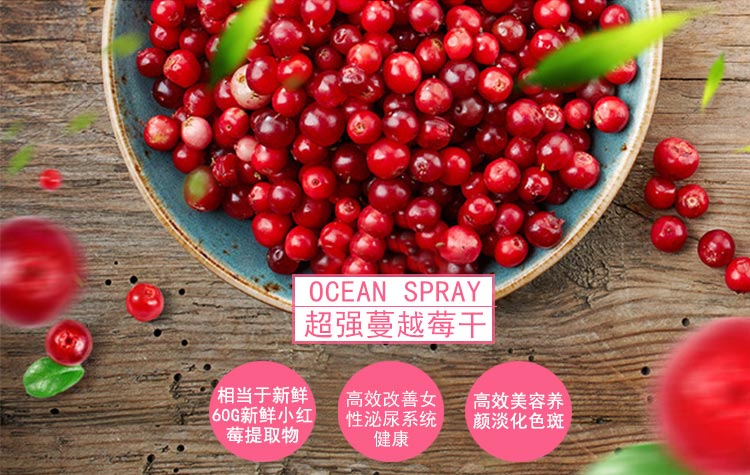 OCEAN SPRAY
超强蔓越莓干
相当于新鲜
60G新鲜小红
莓提取物
高效改善女
性泌尿系统
健康
高效美容养
颜淡化色斑